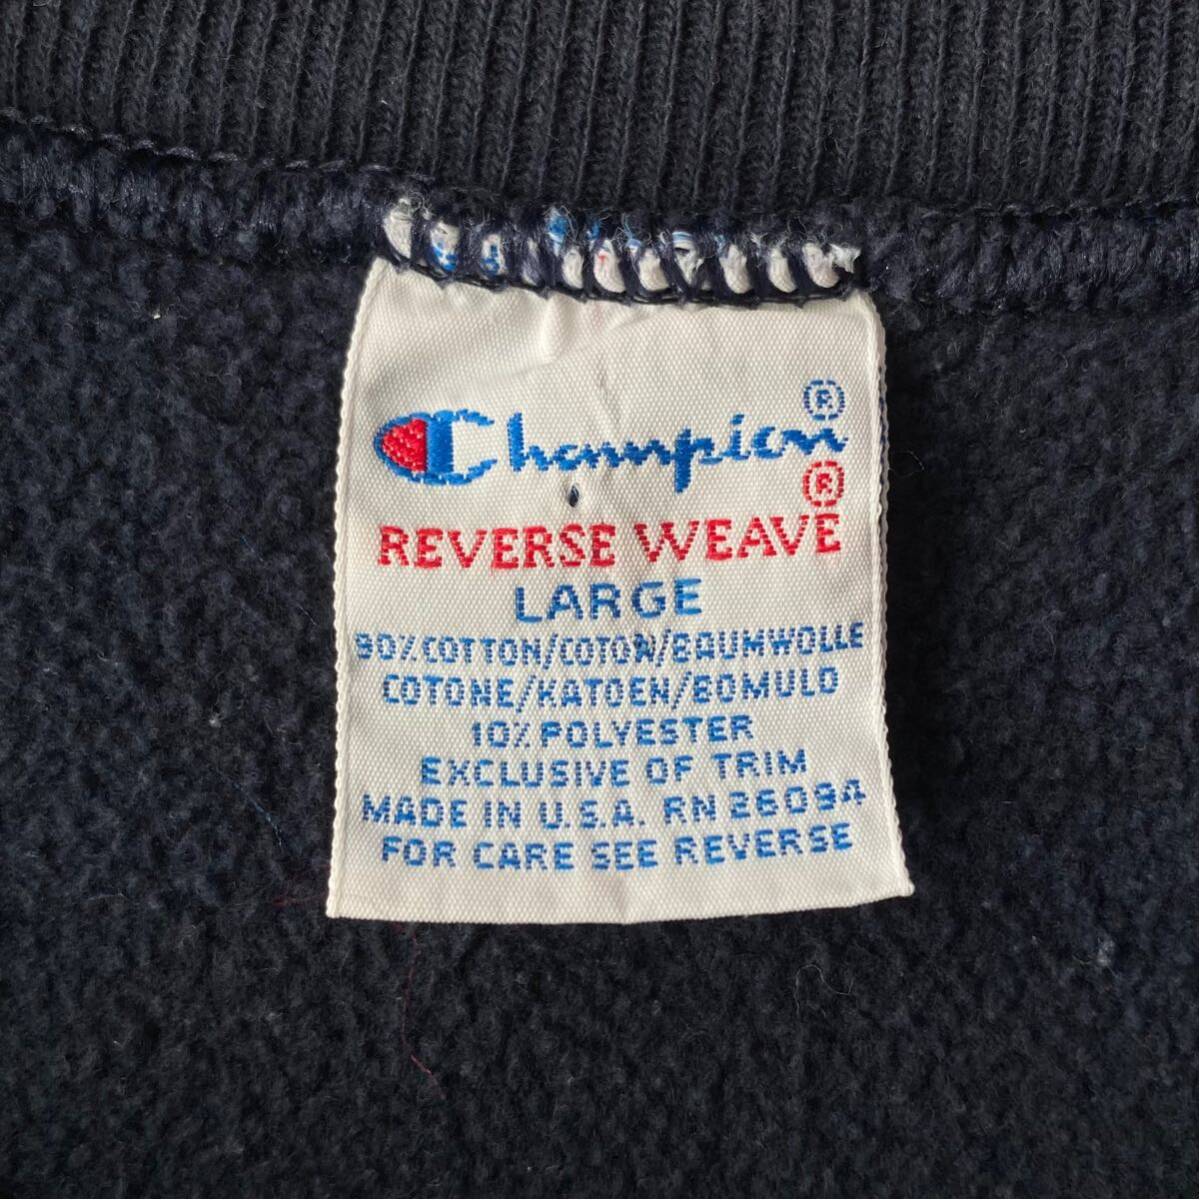 Champion®
®
REVERSE WEAVE
LARGE
90% COTTON/COTON/BAUMWOLLE
COTONE/KATOEN/BOMULD
10% POLYESTER
EXCLUSIVE OF TRIM
MADE IN U.S.A. RN 26094
FOR CARE SEE REVERSE